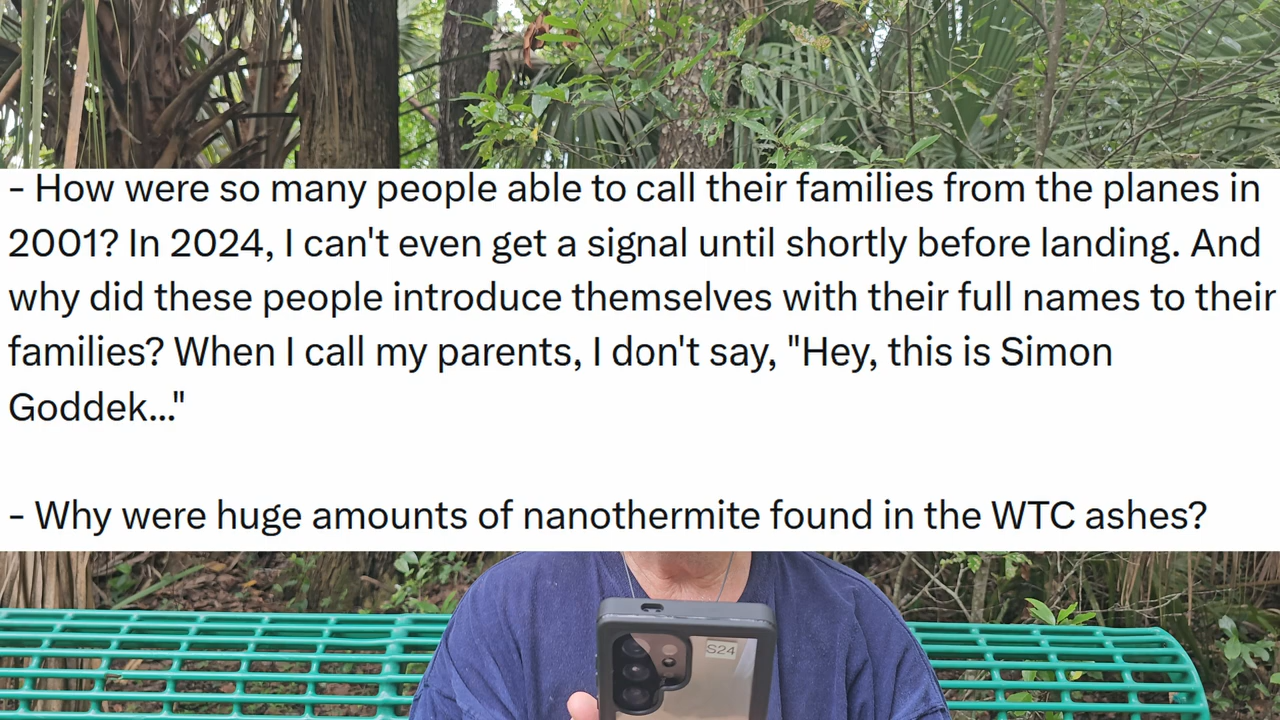 - How were so many people able to call their families from the planes in
2001? In 2024, I can't even get a signal until shortly before landing. And
why did these people introduce themselves with their full names to their
families? When I call my parents, I don't say, "Hey, this is Simon
Goddek..."
- Why were huge amounts of nanothermite found in the WTC ashes?
S24